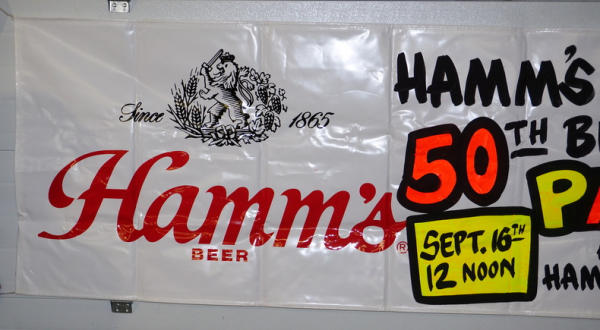 Since 1865
Hamm's®
BEER
HAMM'S
50TH
SEPT. 16TH
12 NOON